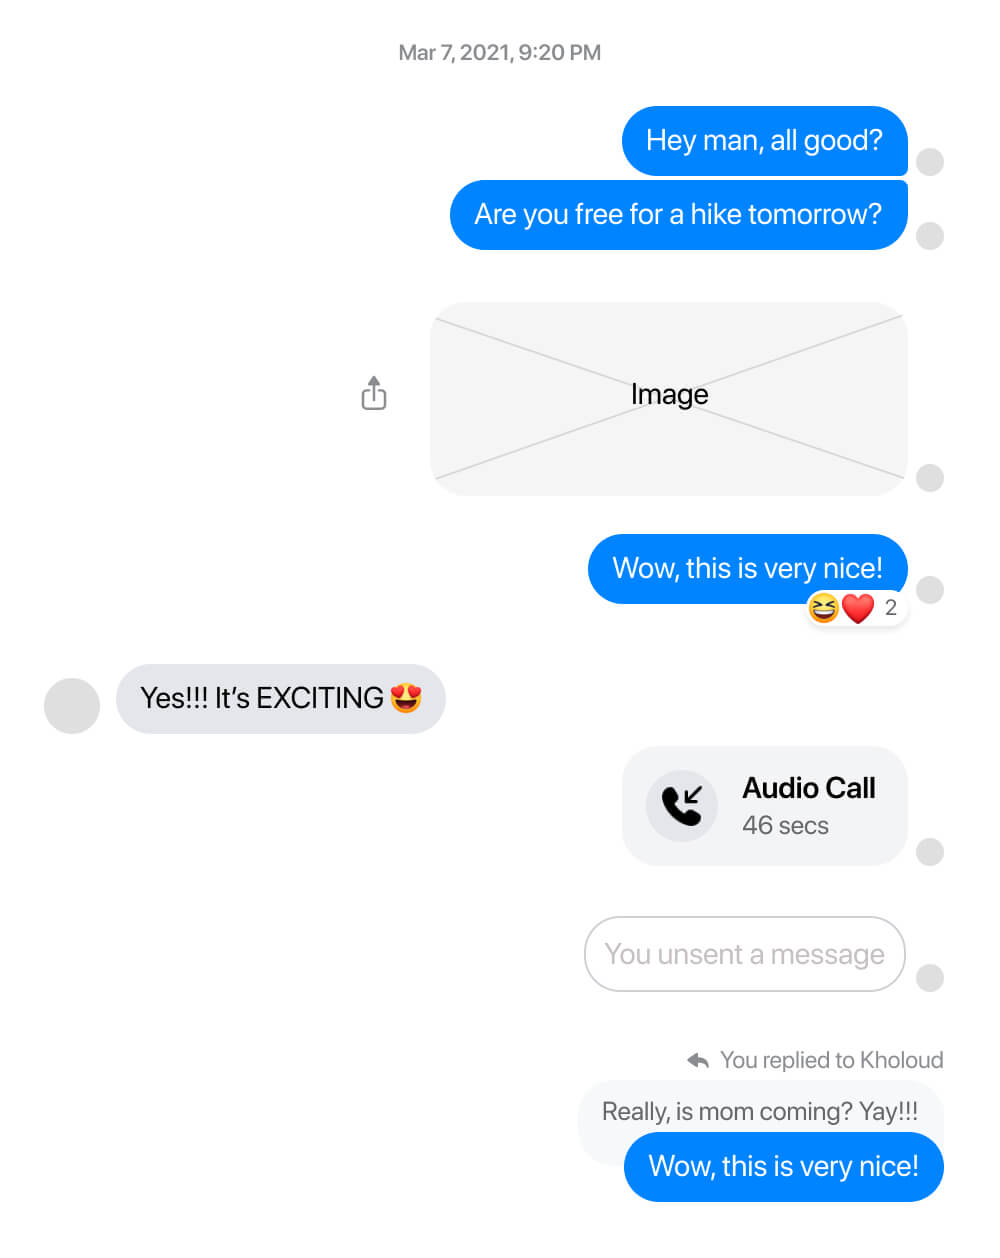 Mar 7, 2021, 9:20 PM
Hey man, all good?
Are you free for a hike tomorrow?
Image
Wow, this is very nice!
😆❤️ 2
Yes!!! It’s EXCITING 😍
Audio Call
46 secs
You unsent a message
You replied to Kholoud
Really, is mom coming? Yay!!!
Wow, this is very nice!